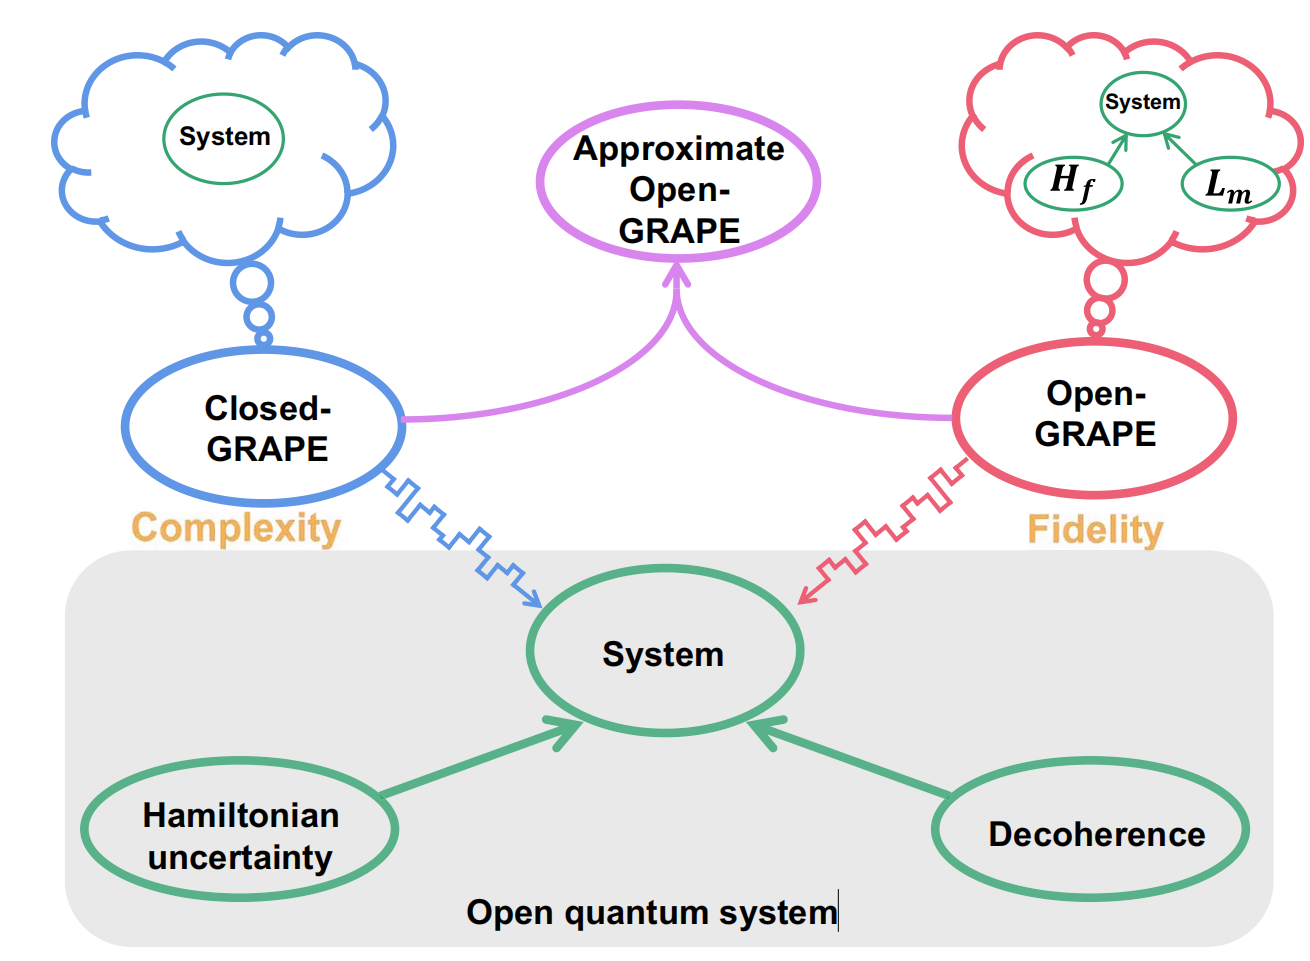 System
System
H_f
L_m
Approximate
Open-
GRAPE
Closed-
GRAPE
Open-
GRAPE
Complexity
Fidelity
System
Hamiltonian
uncertainty
Decoherence
Open quantum system